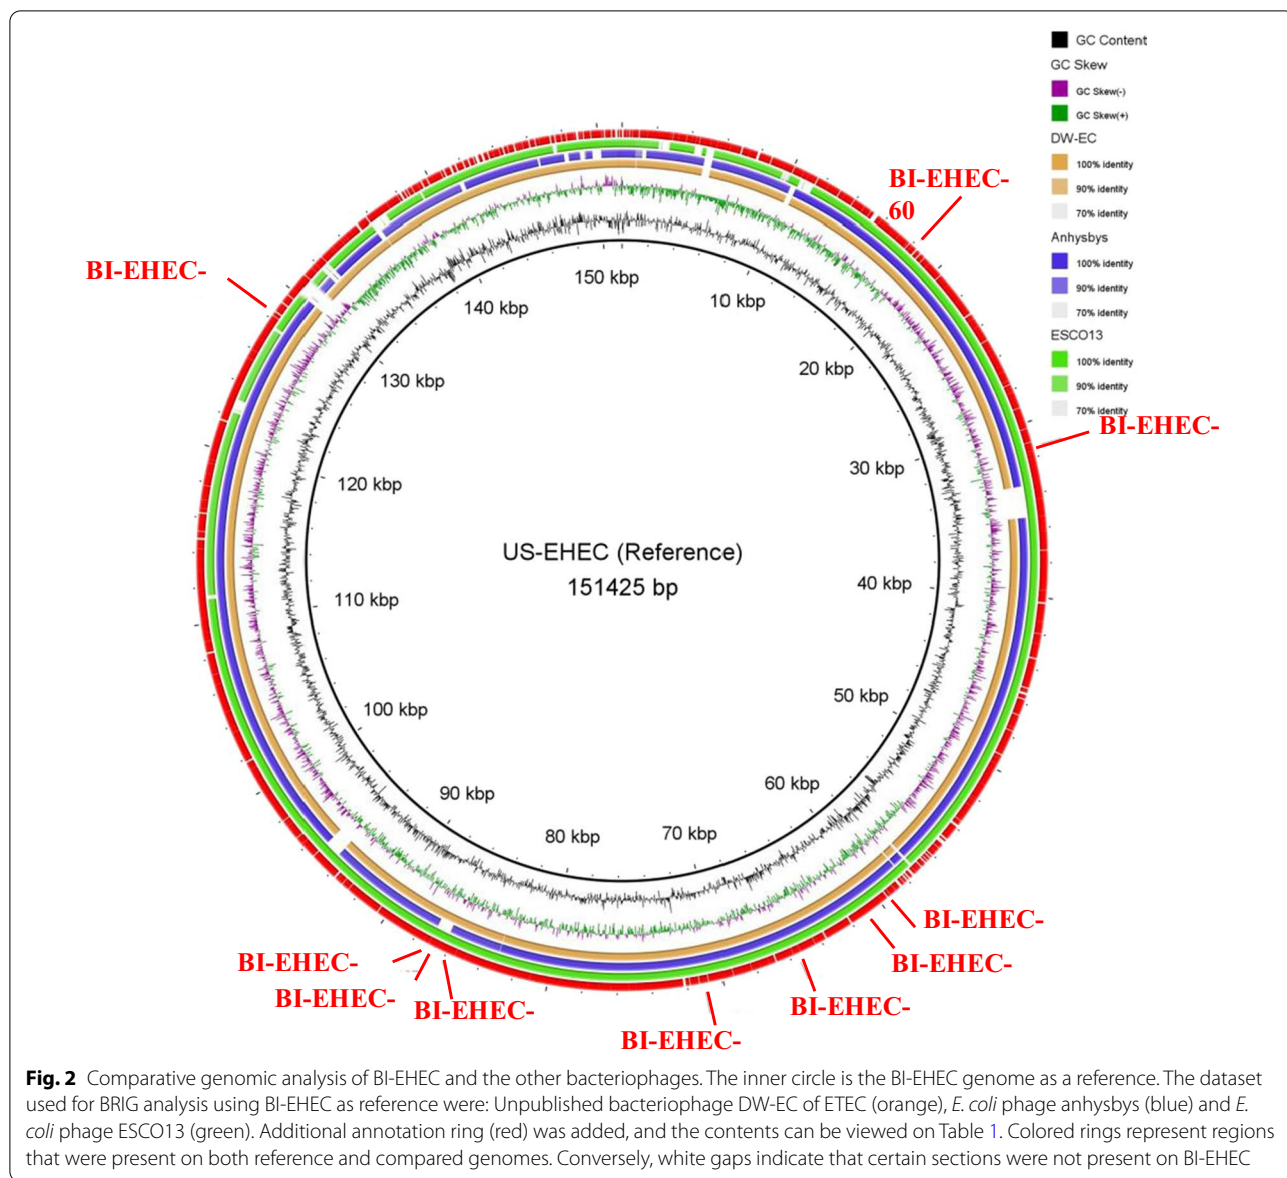 GC Content
GC Skew
GC Skew(-)
GC Skew(+)
DW-EC
100% identity
90% identity
70% identity
Anhysbys
100% identity
90% identity
70% identity
ESCO13
100% identity
90% identity
70% identity
BI-EHEC-
60
BI-EHEC-
BI-EHEC-
150 kbp
10 kbp
140 kbp
20 kbp
130 kbp
30 kbp
120 kbp
US-EHEC (Reference)
151425 bp
40 kbp
110 kbp
50 kbp
100 kbp
60 kbp
90 kbp
70 kbp
80 kbp
BI-EHEC-
BI-EHEC-
BI-EHEC-
BI-EHEC-
BI-EHEC-
BI-EHEC-
BI-EHEC-
Fig. 2 Comparative genomic analysis of BI-EHEC and the other bacteriophages. The inner circle is the BI-EHEC genome as a reference. The dataset
used for BRIG analysis using BI-EHEC as reference were: Unpublished bacteriophage DW-EC of ETEC (orange), E. coli phage anhysbys (blue) and E.
coli phage ESCO13 (green). Additional annotation ring (red) was added, and the contents can be viewed on Table 1. Colored rings represent regions
that were present on both reference and compared genomes. Conversely, white gaps indicate that certain sections were not present on BI-EHEC